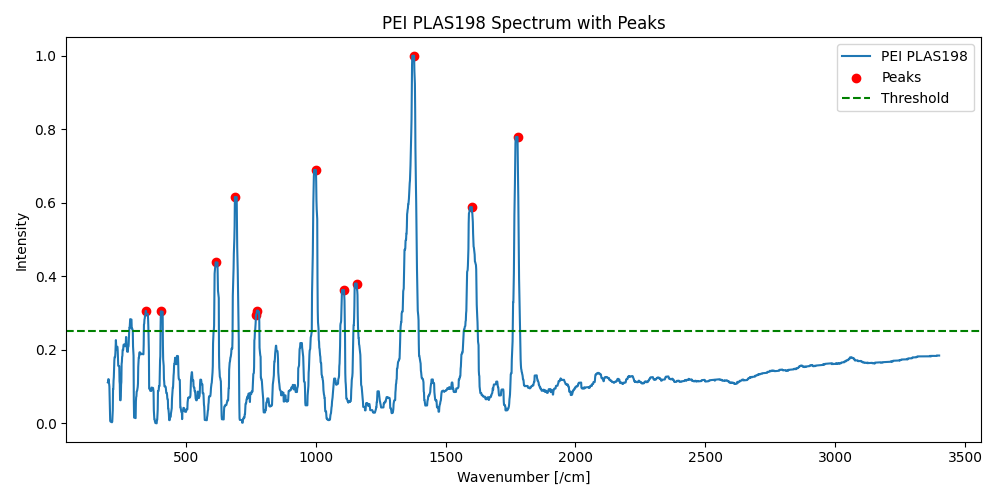 PEI PLAS198 Spectrum with Peaks
PEI PLAS198
Peaks
Threshold
Intensity
1.0
0.8
0.6
0.4
0.2
0.0
500
1000
1500
2000
2500
3000
3500
Wavenumber [/cm]